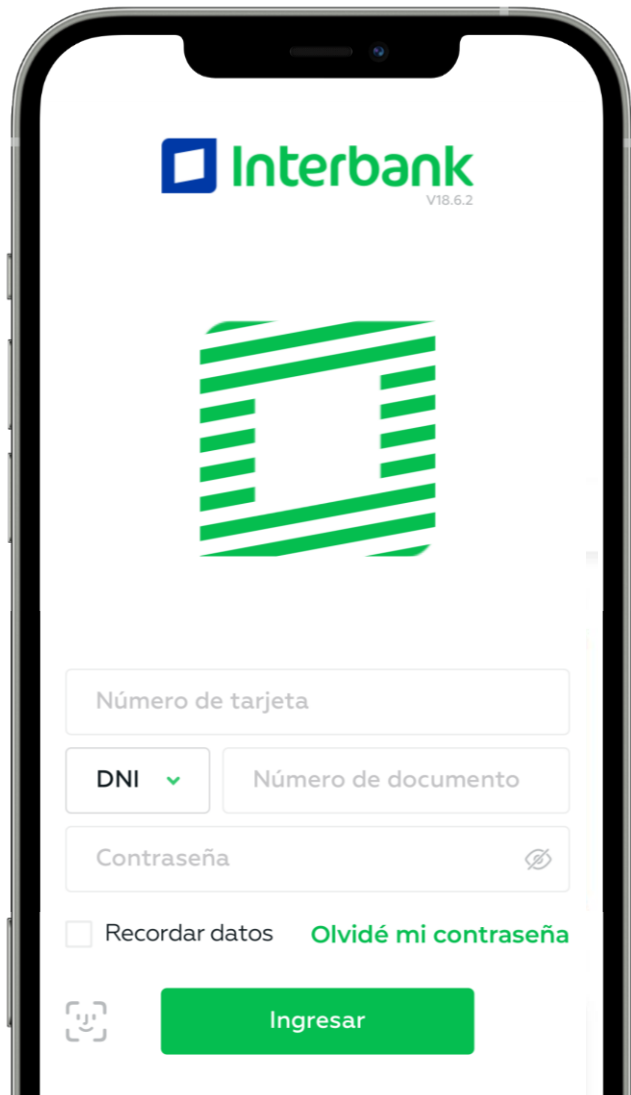 Interbank
V18.6.2
Número de tarjeta
DNI Número de documento
Contraseña
Recordar datos Olvidé mi contraseña
Ingresar